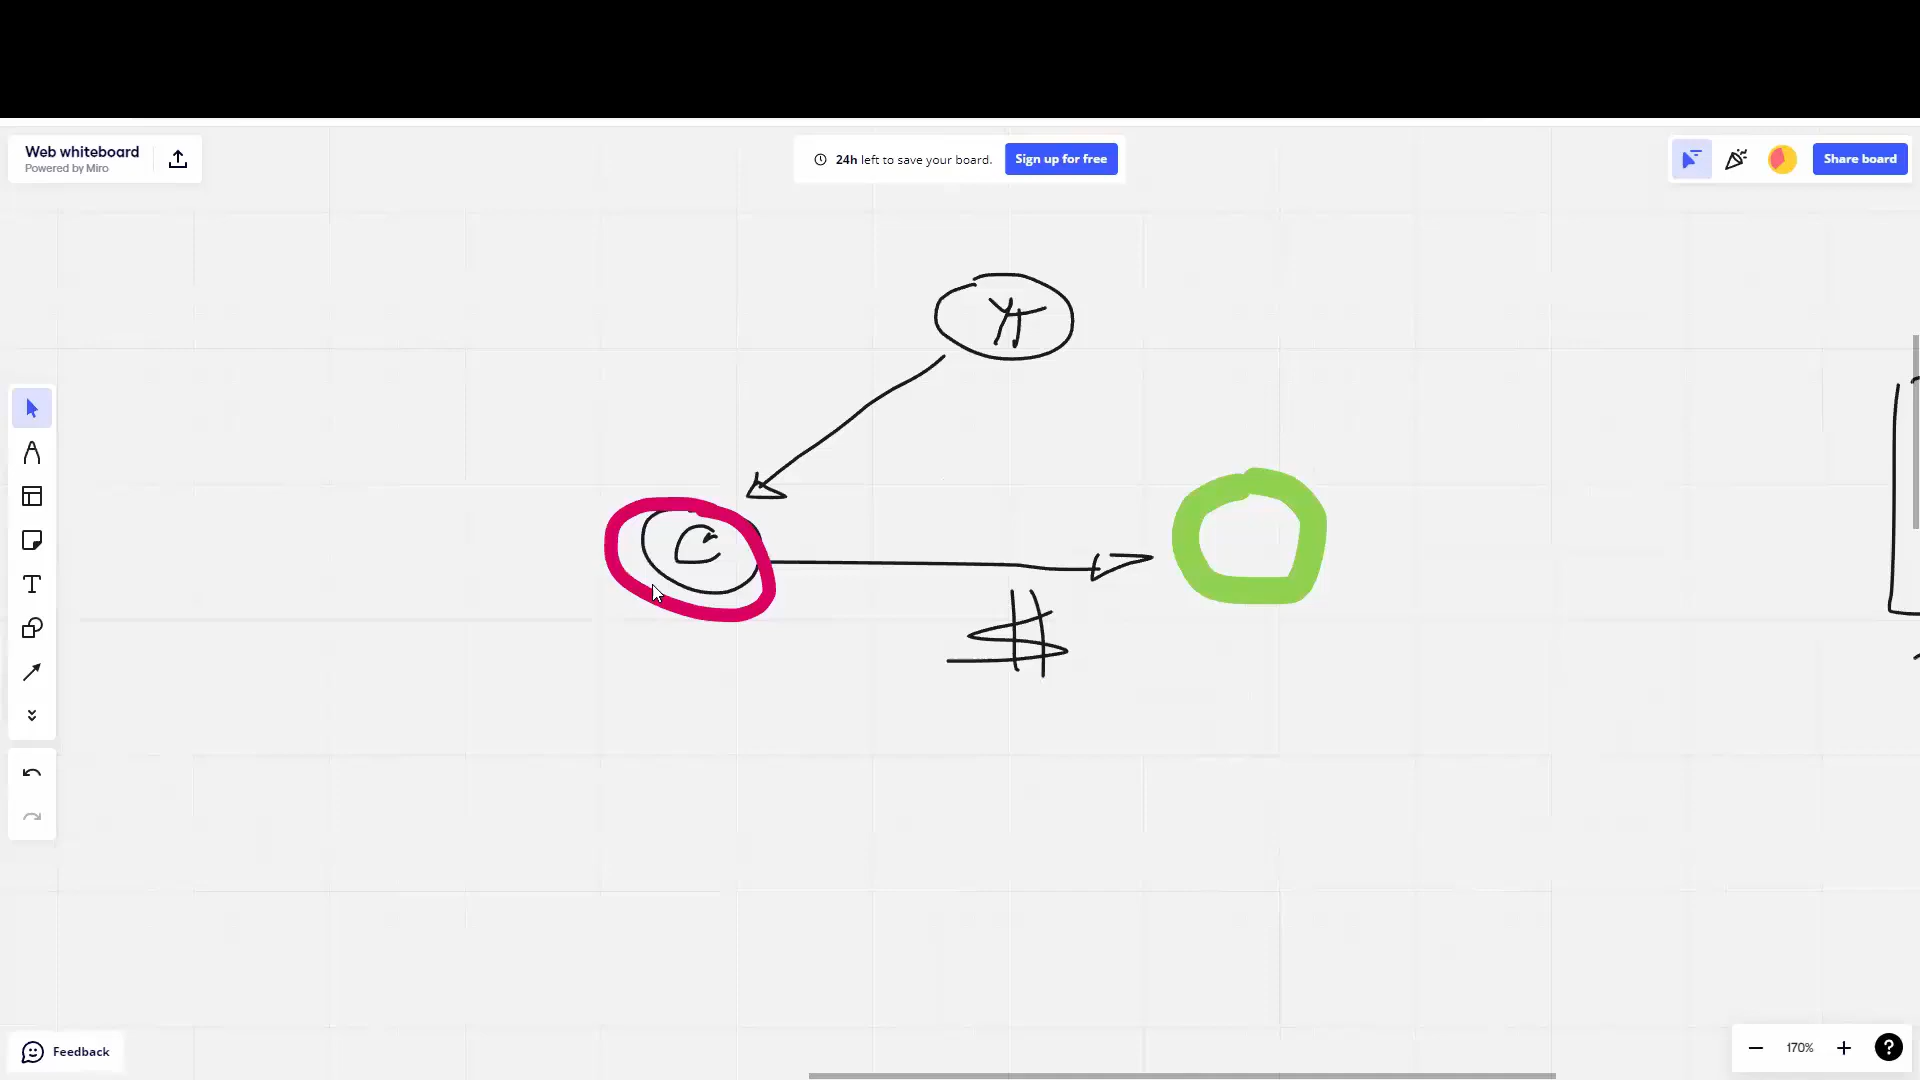 Web whiteboard
Powered by Miro
24h left to save your board.
Sign up for free
Share board
YT
C
$
Feedback
170%
?